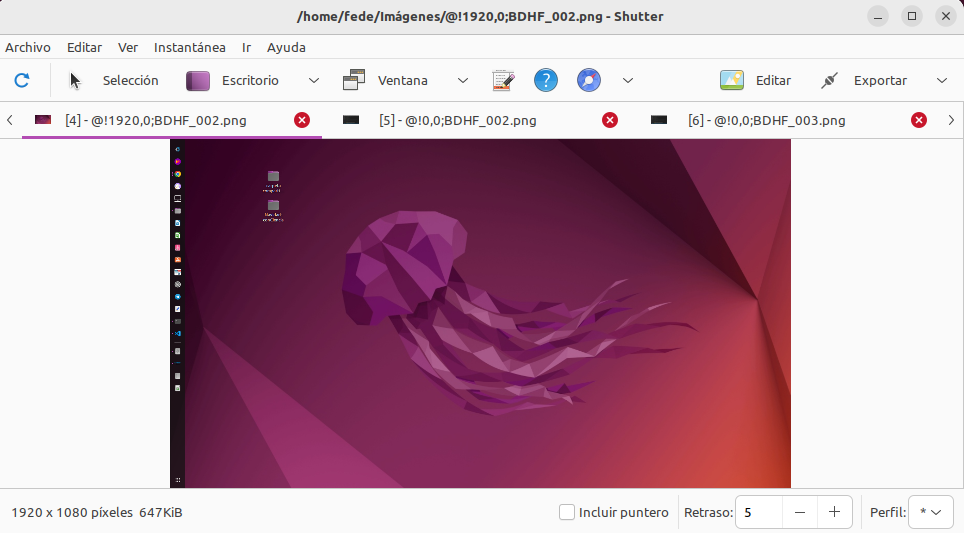 /home/fede/Imágenes/@!1920,0;BDHF_002.png - Shutter
Archivo Editar Ver Instantánea Ir Ayuda
Selección Escritorio Ventana Editar Exportar
[4] - @!1920,0;BDHF_002.png [5] - @!0,0;BDHF_002.png [6] - @!0,0;BDHF_003.png
1920 x 1080 píxeles 647KiB Incluir puntero Retraso: 5 Perfil: *